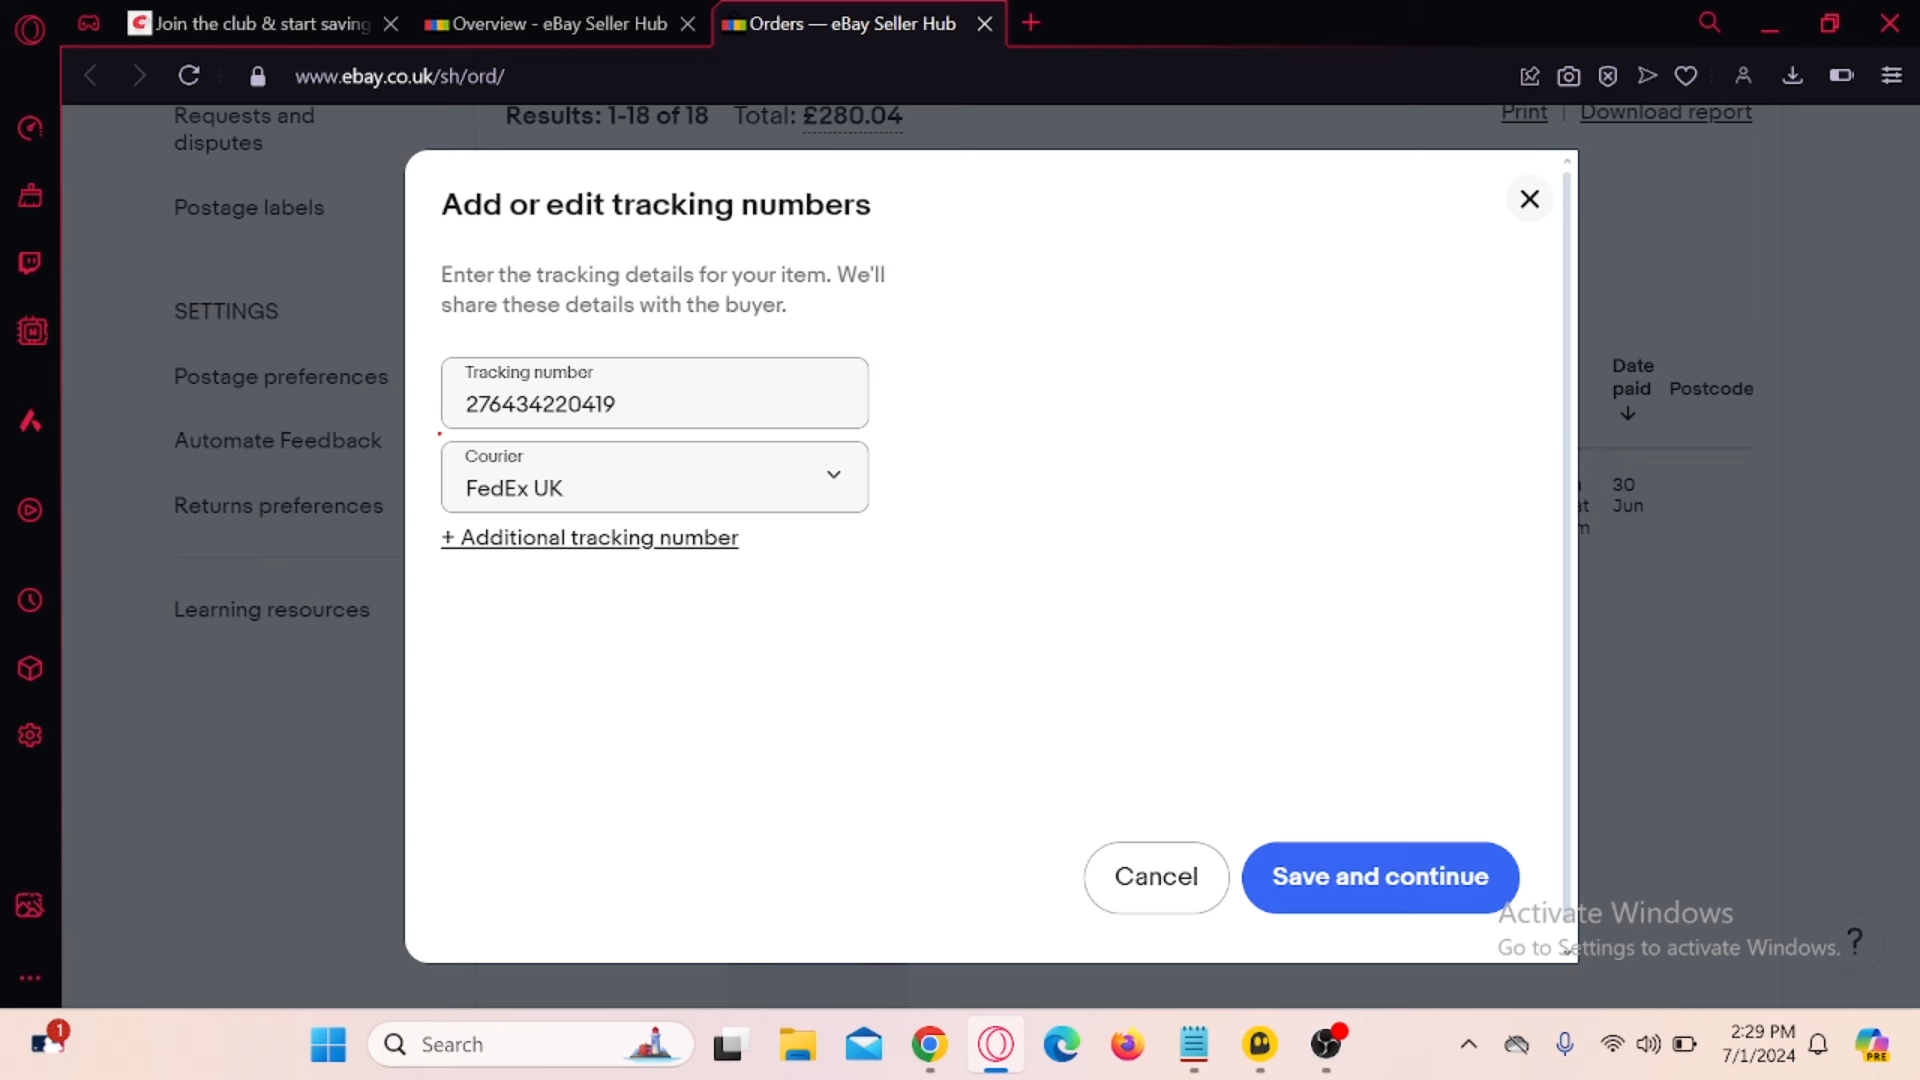 Join the club & start saving
Overview - eBay Seller Hub
Orders — eBay Seller Hub
www.ebay.co.uk/sh/ord/
Requests and
disputes
Results: 1-18 of 18 Total: £280.04
Print | Download report
Postage labels
SETTINGS
Postage preferences
Automate Feedback
Returns preferences
Learning resources
Add or edit tracking numbers
Enter the tracking details for your item. We'll
share these details with the buyer.
Tracking number
276434220419
Courier
FedEx UK
+ Additional tracking number
Date
paid
Postcode
30
Jun
Cancel
Save and continue
Activate Windows
Go to Settings to activate Windows.
?
1
Search
2:29 PM
7/1/2024
PRE